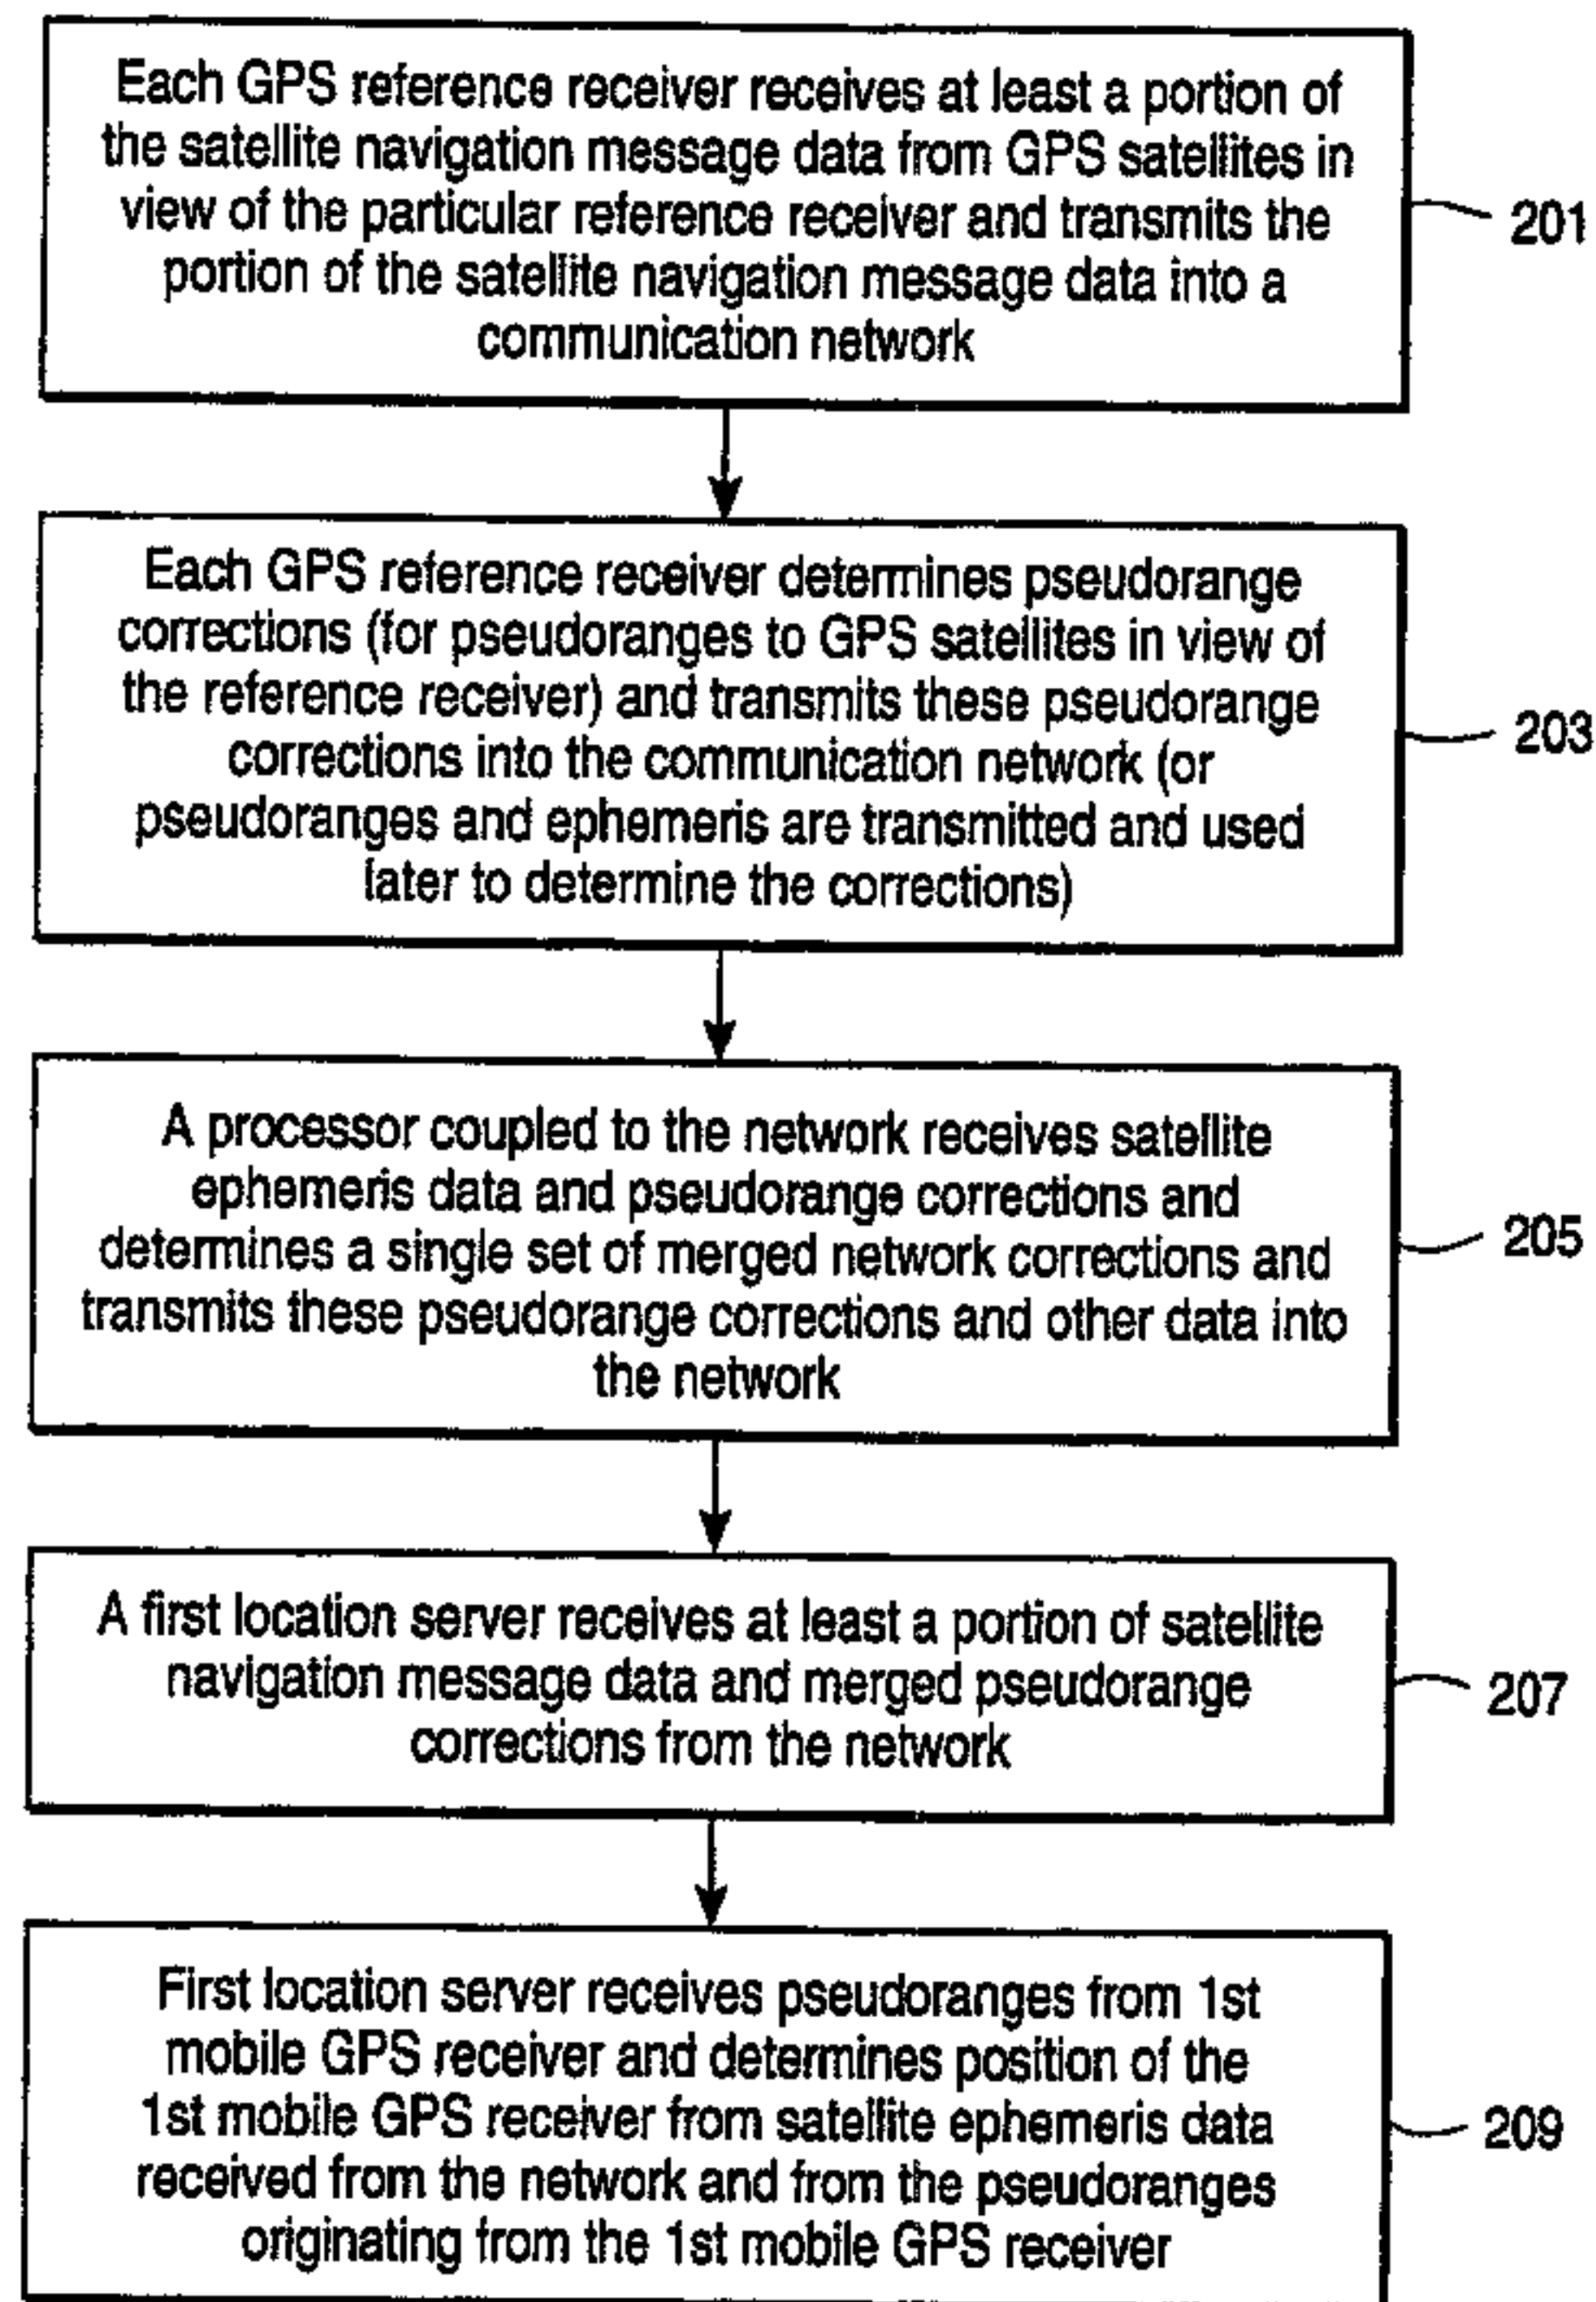 Each GPS reference receiver receives at least a portion of
the satellite navigation message data from GPS satellites in
view of the particular reference receiver and transmits the
portion of the satellite navigation message data into a
communication network
201
Each GPS reference receiver determines pseudorange
corrections (for pseudoranges to GPS satellites in view of
the reference receiver) and transmits these pseudorange
corrections into the communication network (or
pseudoranges and ephemeris are transmitted and used
later to determine the corrections)
203
A processor coupled to the network receives satellite
ephemeris data and pseudorange corrections and
determines a single set of merged network corrections and
transmits these pseudorange corrections and other data into
the network
205
A first location server receives at least a portion of satellite
navigation message data and merged pseudorange
corrections from the network
207
First location server receives pseudoranges from 1st
mobile GPS receiver and determines position of the
1st mobile GPS receiver from satellite ephemeris data
received from the network and from the pseudoranges
originating from the 1st mobile GPS receiver
209